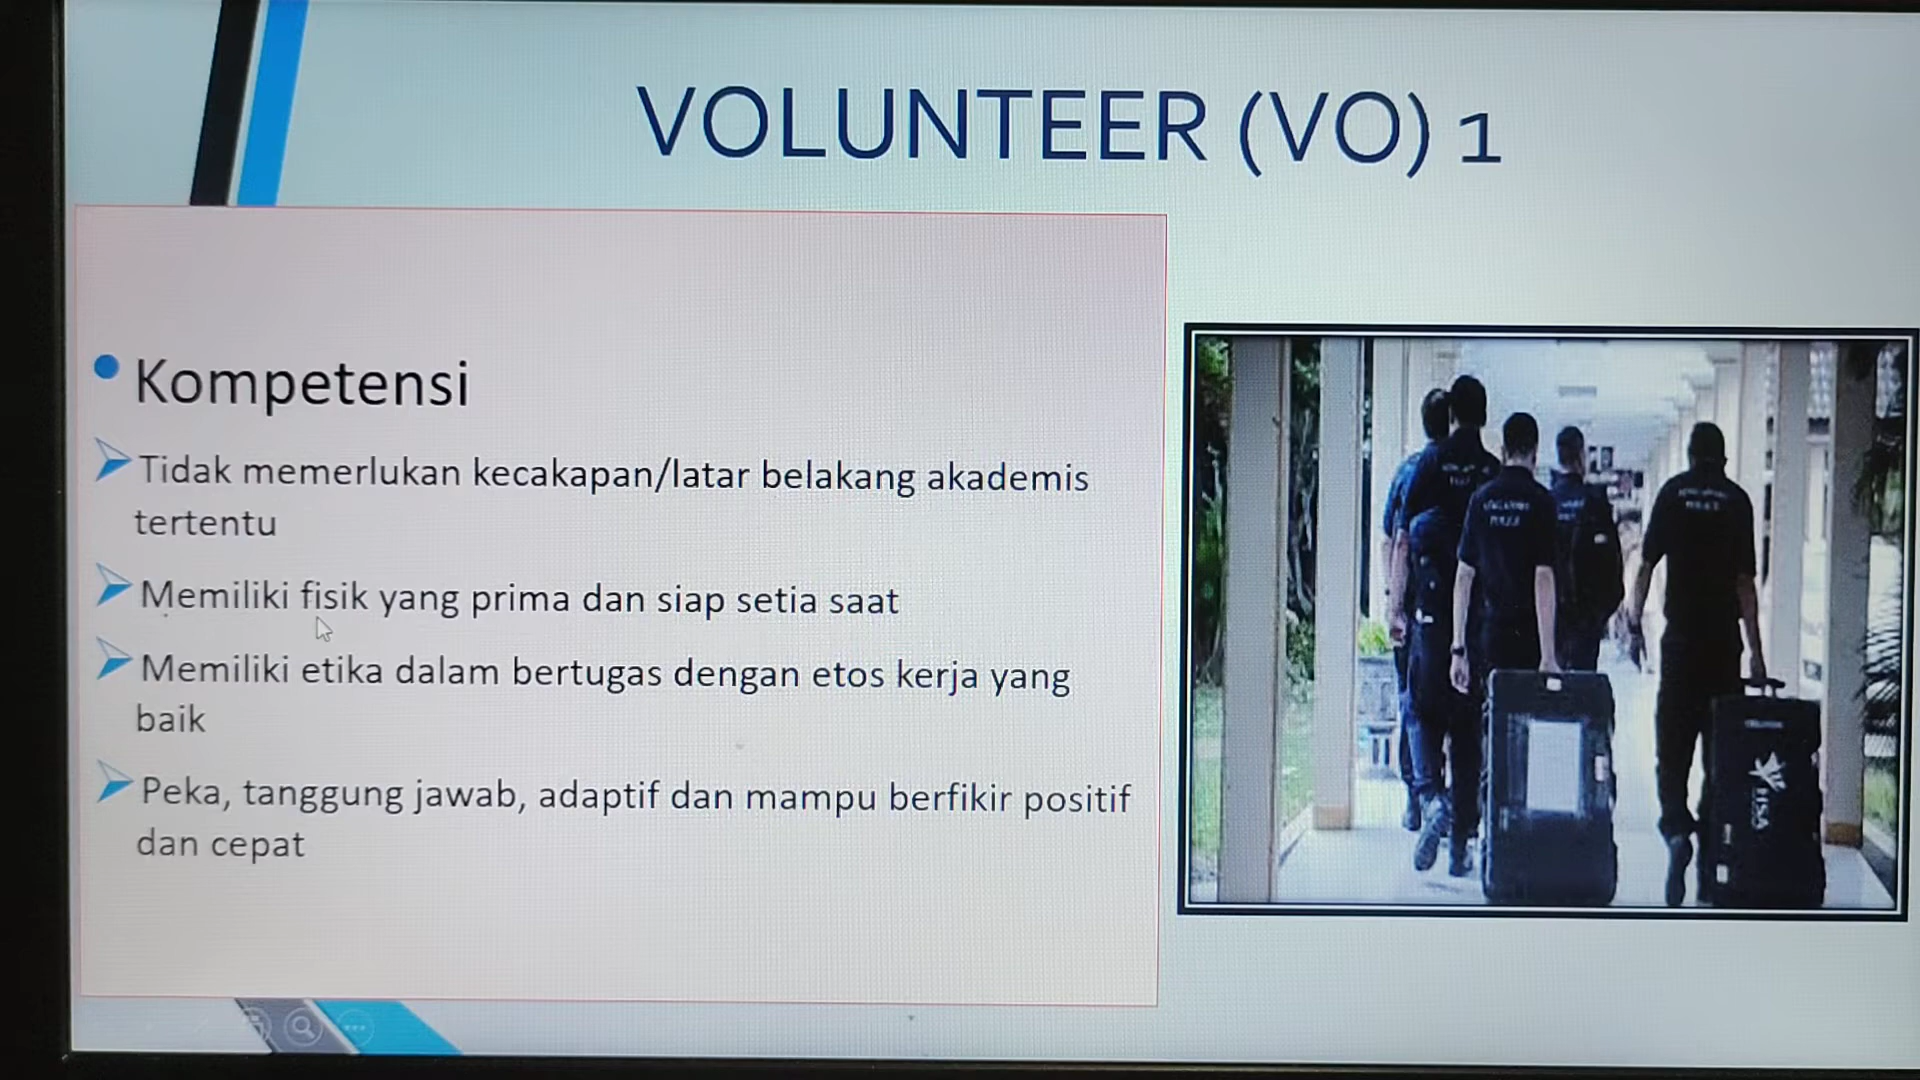 VOLUNTEER (VO) 1
• Kompetensi
Tidak memerlukan kecakapan/latar belakang akademis
tertentu
Memiliki fisik yang prima dan siap setia saat
Memiliki etika dalam bertugas dengan etos kerja yang
baik
Peka, tanggung jawab, adaptif dan mampu berfikir positif
dan cepat